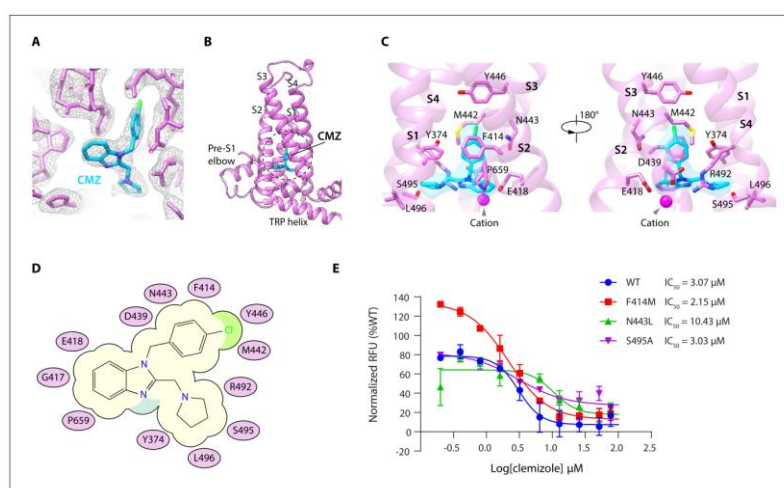 A
CMZ
B
S3
S4
S2
S1
CMZ
Pre-S1
elbow
TRP helix
C
Y446
S3
S4
M442
N443
S1
F414
Y374
S2
P659
S495
E418
L496
Cation
180°
Y446
S3
S1
N443
M442
S4
S2
Y374
D439
R492
E418
L496
S495
Cation
D
F414
N443
D439
Y446
Cl
E418
M442
N
G417
R492
N
N
P659
S495
Y374
L496
E
WT IC50 = 3.07 μM
F414M IC50 = 2.15 μM
N443L IC50 = 10.43 μM
S495A IC50 = 3.03 μM
Normalized RFU (%WT)
140
120
100
80
60
40
20
0
-20
-0.5 0.0 0.5 1.0 1.5 2.0 2.5
Log[clemizole] μM